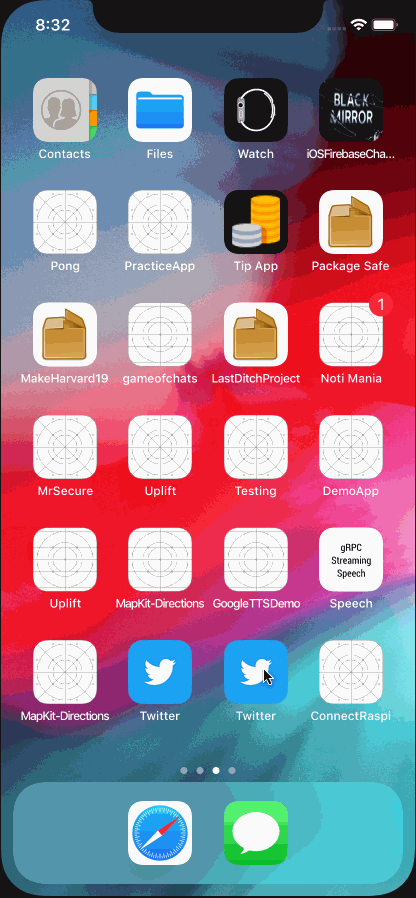 8:32
BLACK
MIRROR
Contacts
Files
Watch
iOSFirebaseCha...
Pong
PracticeApp
Tip App
Package Safe
1
MakeHarvard19
gameofchats
LastDitchProject
Noti Mania
MrSecure
Uplift
Testing
DemoApp
gRPC
Streaming
Speech
Uplift
MapKit-Directions
GoogleTTSDemo
Speech
MapKit-Directions
Twitter
Twitter
ConnectRaspi